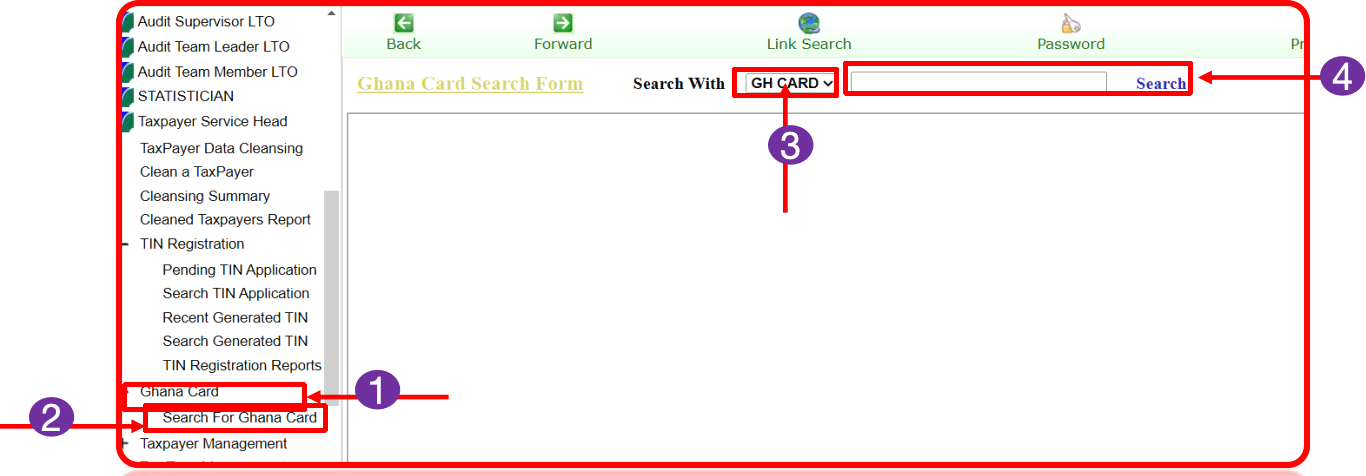 Audit Supervisor LTO
Audit Team Leader LTO
Audit Team Member LTO
STATISTICIAN
Taxpayer Service Head
TaxPayer Data Cleansing
Clean a TaxPayer
Cleansing Summary
Cleaned Taxpayers Report
TIN Registration
Pending TIN Application
Search TIN Application
Recent Generated TIN
Search Generated TIN
TIN Registration Reports
Ghana Card
Search For Ghana Card
Taxpayer Management
Back Forward Link Search Password
Ghana Card Search Form Search With GH CARD Search
4
3
1
2